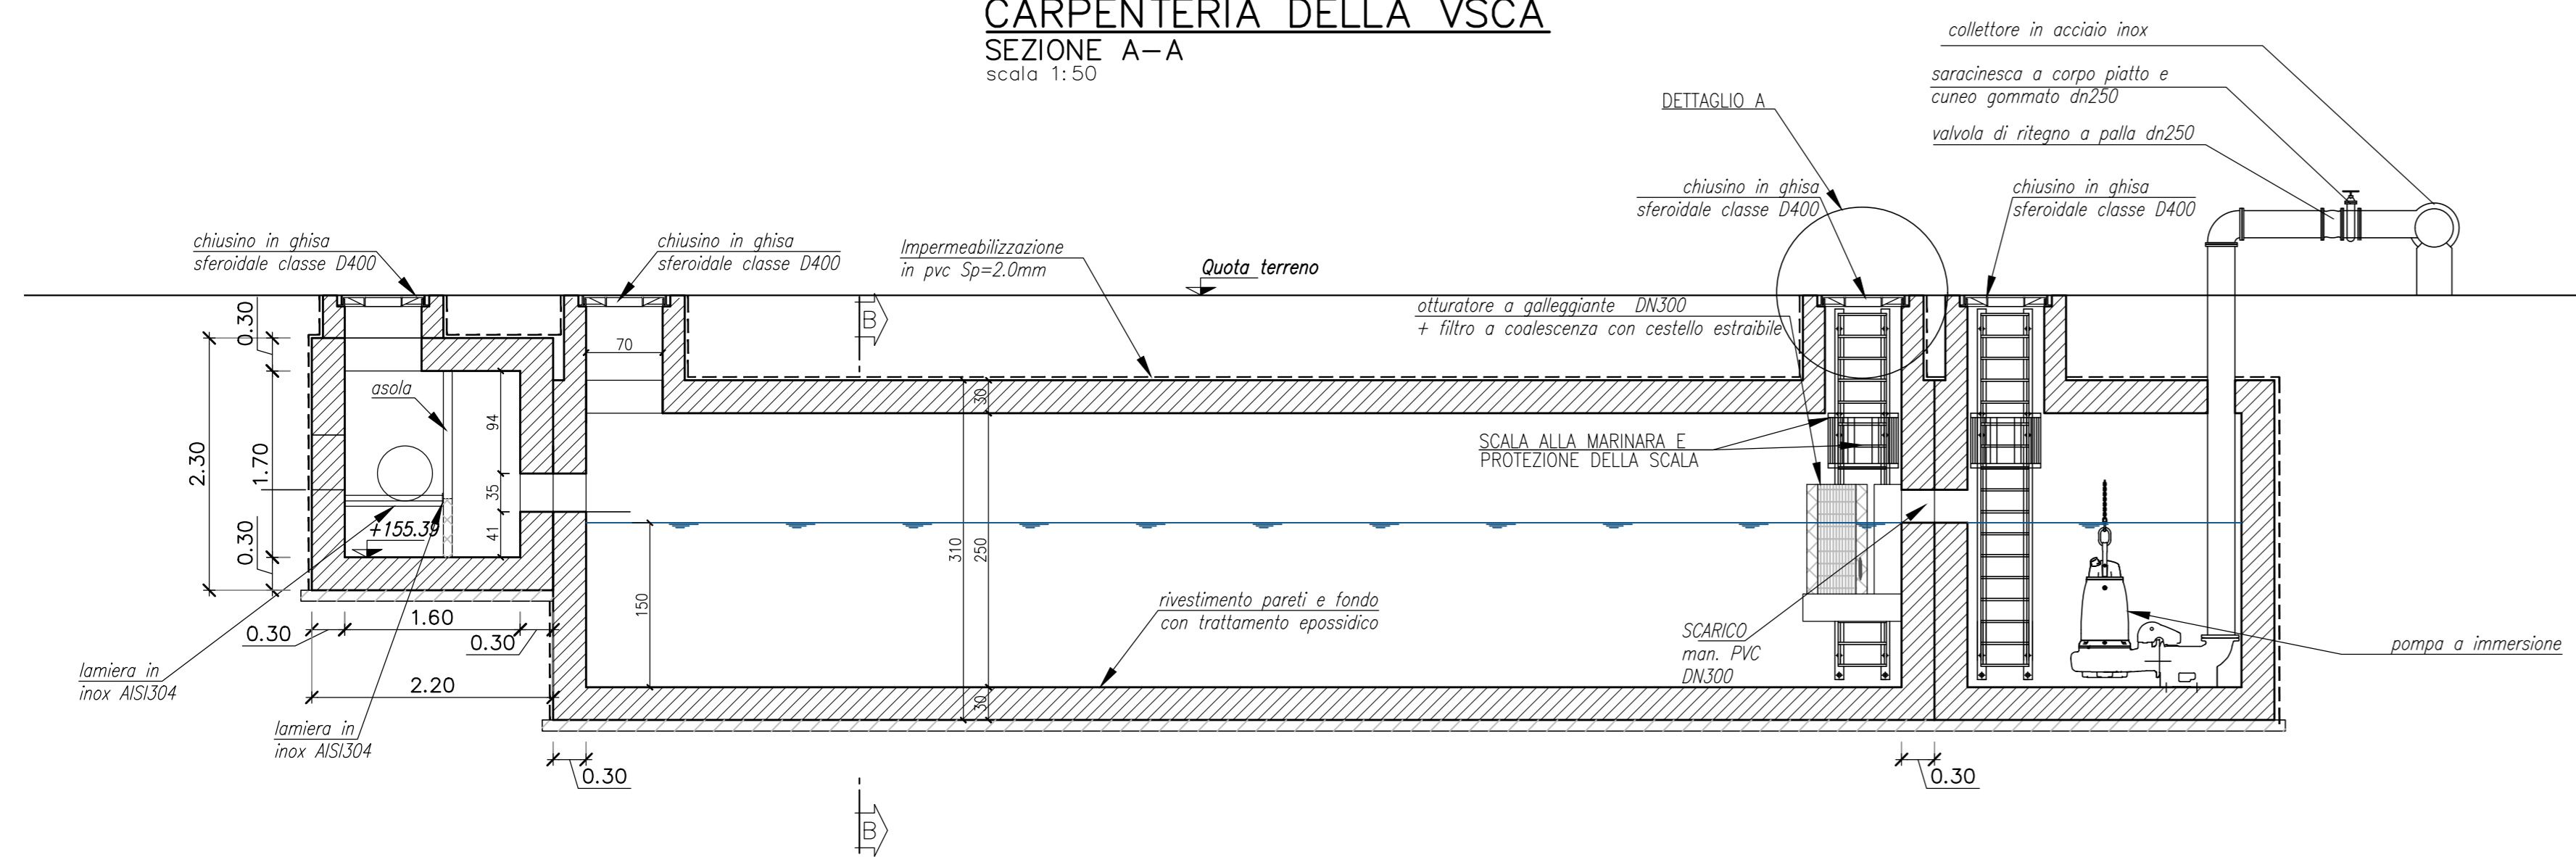 CARPENTERIA DELLA VSCA
SEZIONE A-A
scala 1:50
collettore in acciaio inox
saracinesca a corpo piatto e
cuneo gommato dn250
valvola di ritegno a palla dn250
DETTAGLIO A
chiusino in ghisa
sferoidale classe D400
chiusino in ghisa
sferoidale classe D400
chiusino in ghisa
sferoidale classe D400
chiusino in ghisa
sferoidale classe D400
Impermeabilizzazione
in pvc Sp=2.0mm
Quota terreno
otturatore a galleggiante DN300
+ filtro a coalescenza con cestello estraibile
B
0.30
70
asola
30
94
2.30
1.70
SCALA ALLA MARINARA E
PROTEZIONE DELLA SCALA
35
+155.39
41
0.30
310
250
150
rivestimento pareti e fondo
con trattamento epossidico
0.30
1.60
0.30
SCARICO
man. PVC
DN300
pompa a immersione
lamiera in
inox AISI304
2.20
30
lamiera in
inox AISI304
0.30
0.30
B